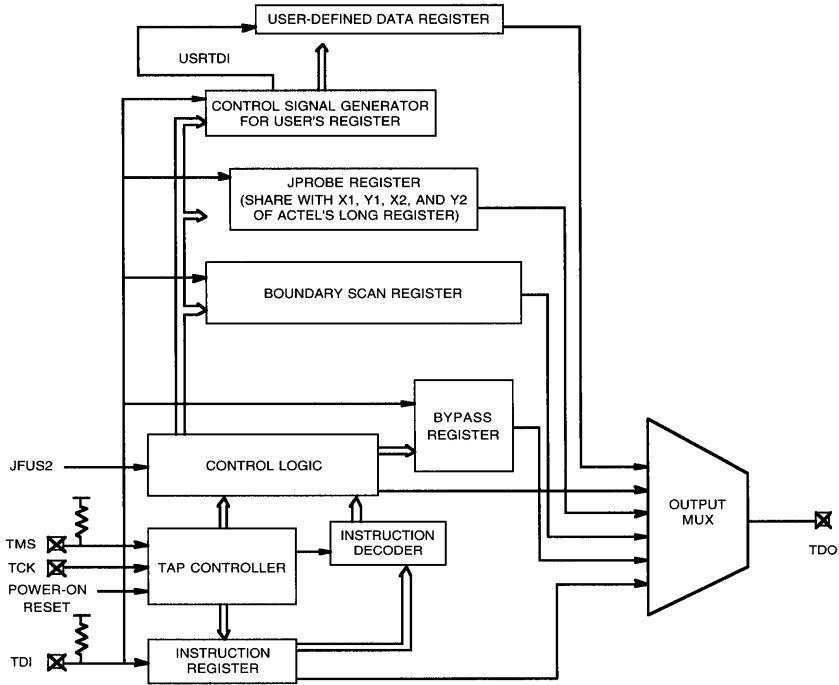 USER-DEFINED DATA REGISTER
USRTDI
CONTROL SIGNAL GENERATOR
FOR USER'S REGISTER
JPROBE REGISTER
(SHARE WITH X1, Y1, X2, AND Y2
OF ACTEL'S LONG REGISTER)
BOUNDARY SCAN REGISTER
BYPASS
REGISTER
JFUS2
CONTROL LOGIC
OUTPUT
MUX
TMS
TCK
POWER-ON
RESET
TAP CONTROLLER
INSTRUCTION
DECODER
TDO
TDI
INSTRUCTION
REGISTER